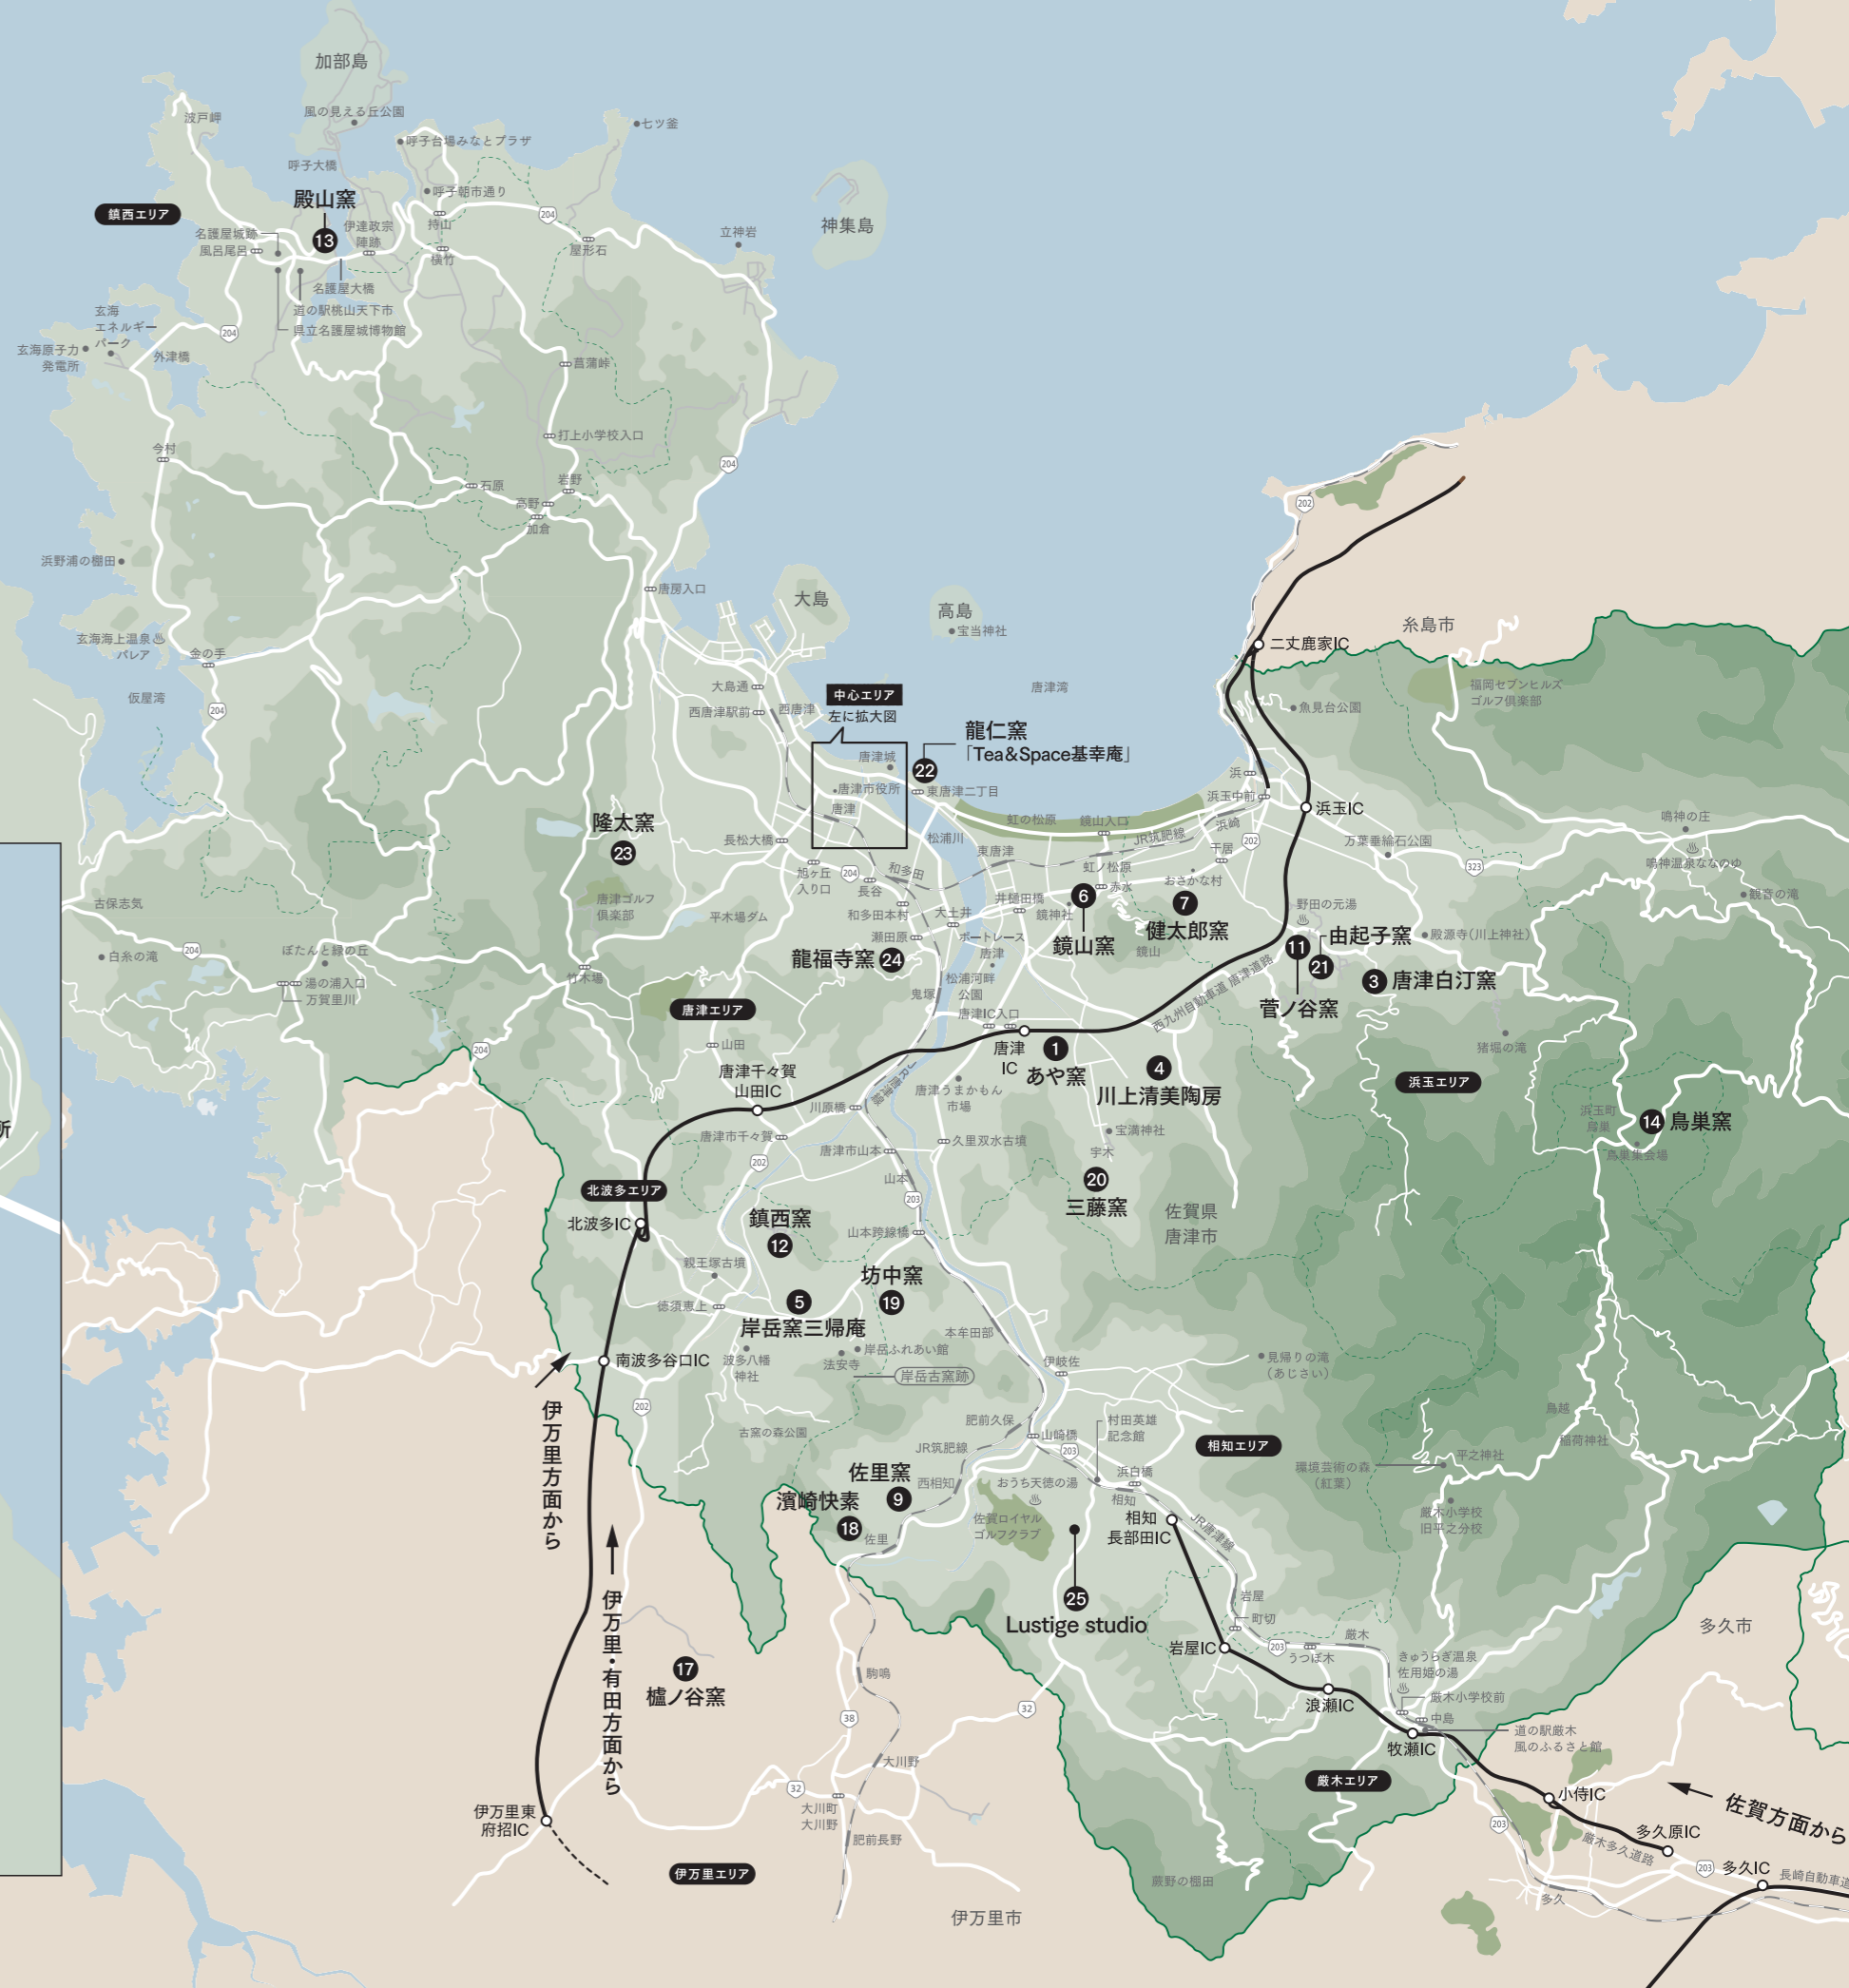 加部島
風の見える丘公園
波戸岬
呼子台場みなとプラザ
七ツ釜
呼子大橋
呼子朝市通り
殿山窯
13
鎮西エリア
名護屋城跡
風呂尾呂
伊達政宗
陣跡
持山
横竹
204
屋形石
立神岩
神集島
名護屋大橋
道の駅桃山天下市
県立名護屋城博物館
玄海
エネルギー
パーク
玄海原子力
発電所
外津橋
204
菖蒲峠
打上小学校入口
今村
石原
岩野
高野
加倉
204
202
浜野浦の棚田
唐房入口
大島
高島
宝当神社
玄海海上温泉
パレア
金の手
仮屋湾
204
二丈鹿家IC
糸島市
福岡セブンヒルズ
ゴルフ倶楽部
魚見台公園
大島通
西唐津駅前
西唐津
中心エリア
左に拡大図
唐津湾
唐津城
唐津市役所
唐津
龍仁窯
「Tea&Space基幸庵」
22
東唐津二丁目
浜
浜玉中前
浜玉IC
隆太窯
23
長松大橋
松浦川
虹の松原
鏡山入口
JR筑肥線
浜崎
202
干居
万葉垂綸石公園
鳴神の庄
鳴神温泉ななのゆ
323
観音の滝
旭ヶ丘
入り口
204
長谷
和多田
東唐津
虹ノ松原
赤水
おさかな村
唐津ゴルフ
倶楽部
平木場ダム
和多田本村
大土井
井樋田橋
鏡神社
6
鏡山窯
7
健太郎窯
鏡山
野田の元湯
古保志気
白糸の滝
204
ぼたんと緑の丘
湯の浦入口
万賀里川
竹木場
瀬田原
龍福寺窯
24
ボートレース
唐津
松浦河畔
公園
鬼塚
11
菅ノ谷窯
由起子窯
21
殿源寺(川上神社)
3
唐津白汀窯
西九州自動車道 唐津道路
唐津エリア
唐津IC入口
唐津
IC
1
あや窯
4
川上清美陶房
猪堀の滝
浜玉エリア
204
山田
唐津千々賀
山田IC
JR唐津線
唐津うまかもん
市場
川原橋
唐津市千々賀
202
唐津市山本
久里双水古墳
宝満神社
宇木
浜玉町
鳥巣
14
鳥巣窯
鳥巣集会場
山本
203
20
三藤窯
佐賀県
唐津市
北波多エリア
北波多IC
鎮西窯
12
山本跨線橋
親王塚古墳
坊中窯
19
徳須恵上
5
岸岳窯三帰庵
本牟田部
南波多谷口IC
波多八幡
神社
法安寺
岸岳ふれあい館
岸岳古窯跡
伊岐佐
見帰りの滝
(あじさい)
202
伊万里方面から
古窯の森公園
肥前久保
山崎橋
203
村田英雄
記念館
相知エリア
鳥越
稲荷神社
JR筑肥線
西相知
おうち天徳の湯
浜白橋
相知
環境芸術の森
(紅葉)
平之神社
佐里窯
9
濱崎快素
18
佐里
佐賀ロイヤル
ゴルフクラブ
相知
長部田IC
JR唐津線
厳木小学校
旧平之分校
25
Lustige studio
岩屋
町切
岩屋IC
203
うつぼ木
厳木
多久市
伊万里・有田方面から
17
櫨ノ谷窯
駒鳴
38
32
きゅうらぎ温泉
佐用姫の湯
厳木小学校前
中島
浪瀬IC
牧瀬IC
道の駅厳木
風のふるさと館
大川野
32
大川町
大川野
厳木エリア
小侍IC
佐賀方面から
203
厳木多久道路
多久原IC
伊万里東
府招IC
肥前長野
203
多久IC
長崎自動車道
伊万里エリア
蕨野の棚田
多久
伊万里市
所